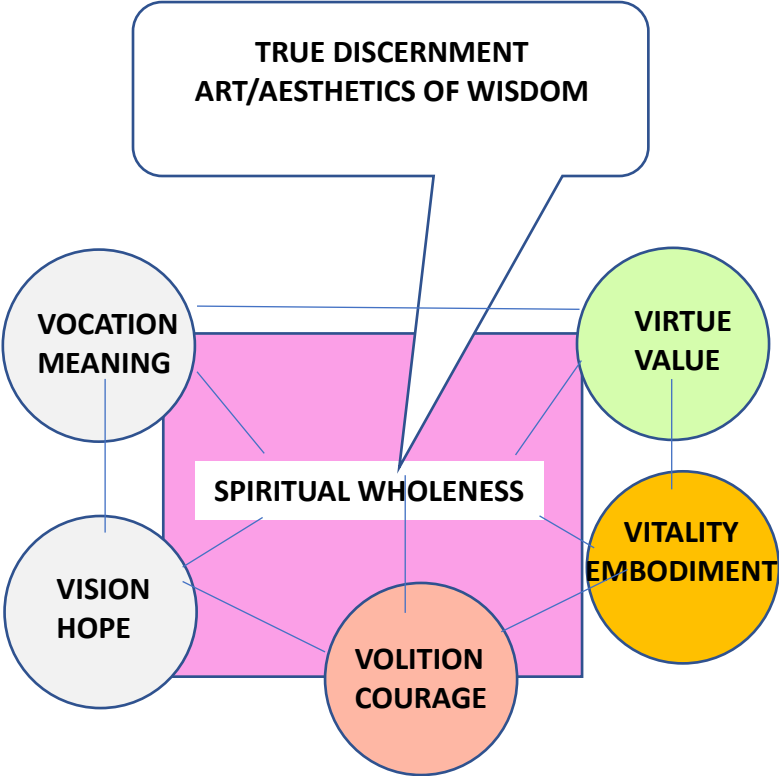 TRUE DISCERNMENT
ART/AESTHETICS OF WISDOM
VOCATION
MEANING
VIRTUE
VALUE
SPIRITUAL WHOLENESS
VITALITY
EMBODIMENT
VISION
HOPE
VOLITION
COURAGE